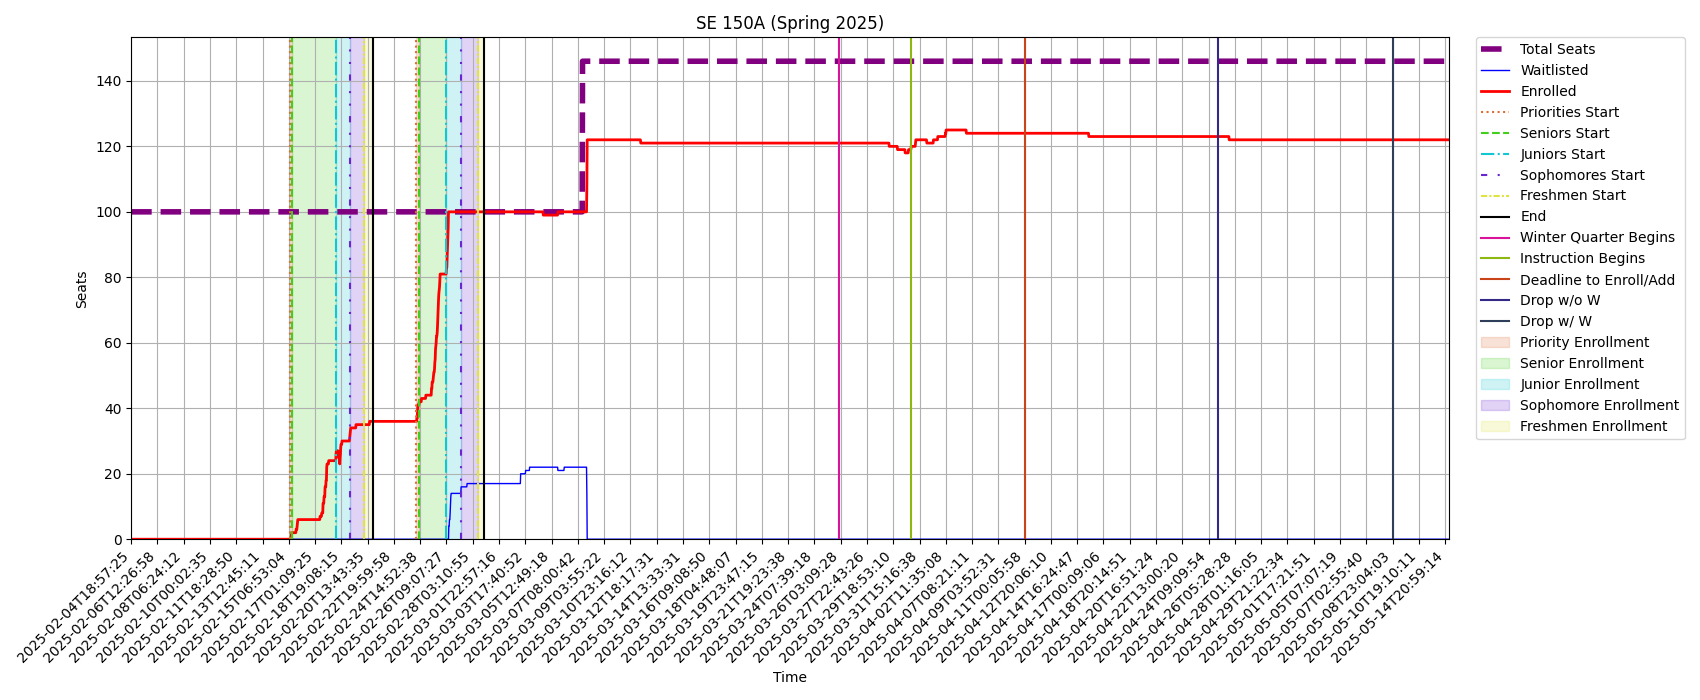 SE 150A (Spring 2025)
Seats
140
120
100
80
60
40
20
0
2025-02-04T18:57:25
2025-02-06T12:26:58
2025-02-08T06:24:12
2025-02-10T00:02:35
2025-02-11T18:28:50
2025-02-13T12:45:11
2025-02-15T06:53:04
2025-02-17T01:09:25
2025-02-18T19:08:15
2025-02-20T13:43:35
2025-02-22T19:59:58
2025-02-24T14:52:38
2025-02-26T09:07:27
2025-02-28T03:10:55
2025-03-01T22:57:16
2025-03-03T17:40:52
2025-03-05T12:49:18
2025-03-07T08:00:42
2025-03-09T03:55:22
2025-03-10T23:16:12
2025-03-12T18:17:31
2025-03-14T13:33:31
2025-03-16T09:08:50
2025-03-18T04:48:07
2025-03-19T23:47:15
2025-03-21T19:23:38
2025-03-24T07:39:18
2025-03-26T03:09:28
2025-03-27T22:43:26
2025-03-29T18:53:10
2025-03-31T15:16:38
2025-04-02T11:35:08
2025-04-07T08:21:11
2025-04-09T03:52:31
2025-04-11T00:05:58
2025-04-12T20:06:10
2025-04-14T16:24:47
2025-04-17T00:09:06
2025-04-18T20:14:51
2025-04-20T16:51:24
2025-04-22T13:00:20
2025-04-24T09:09:54
2025-04-26T05:28:28
2025-04-28T01:16:05
2025-04-29T21:22:34
2025-05-01T17:21:51
2025-05-05T07:07:19
2025-05-07T02:55:40
2025-05-08T23:04:03
2025-05-10T19:10:11
2025-05-14T20:59:14
Time
Total Seats
Waitlisted
Enrolled
Priorities Start
Seniors Start
Juniors Start
Sophomores Start
Freshmen Start
End
Winter Quarter Begins
Instruction Begins
Deadline to Enroll/Add
Drop w/o W
Drop w/ W
Priority Enrollment
Senior Enrollment
Junior Enrollment
Sophomore Enrollment
Freshmen Enrollment